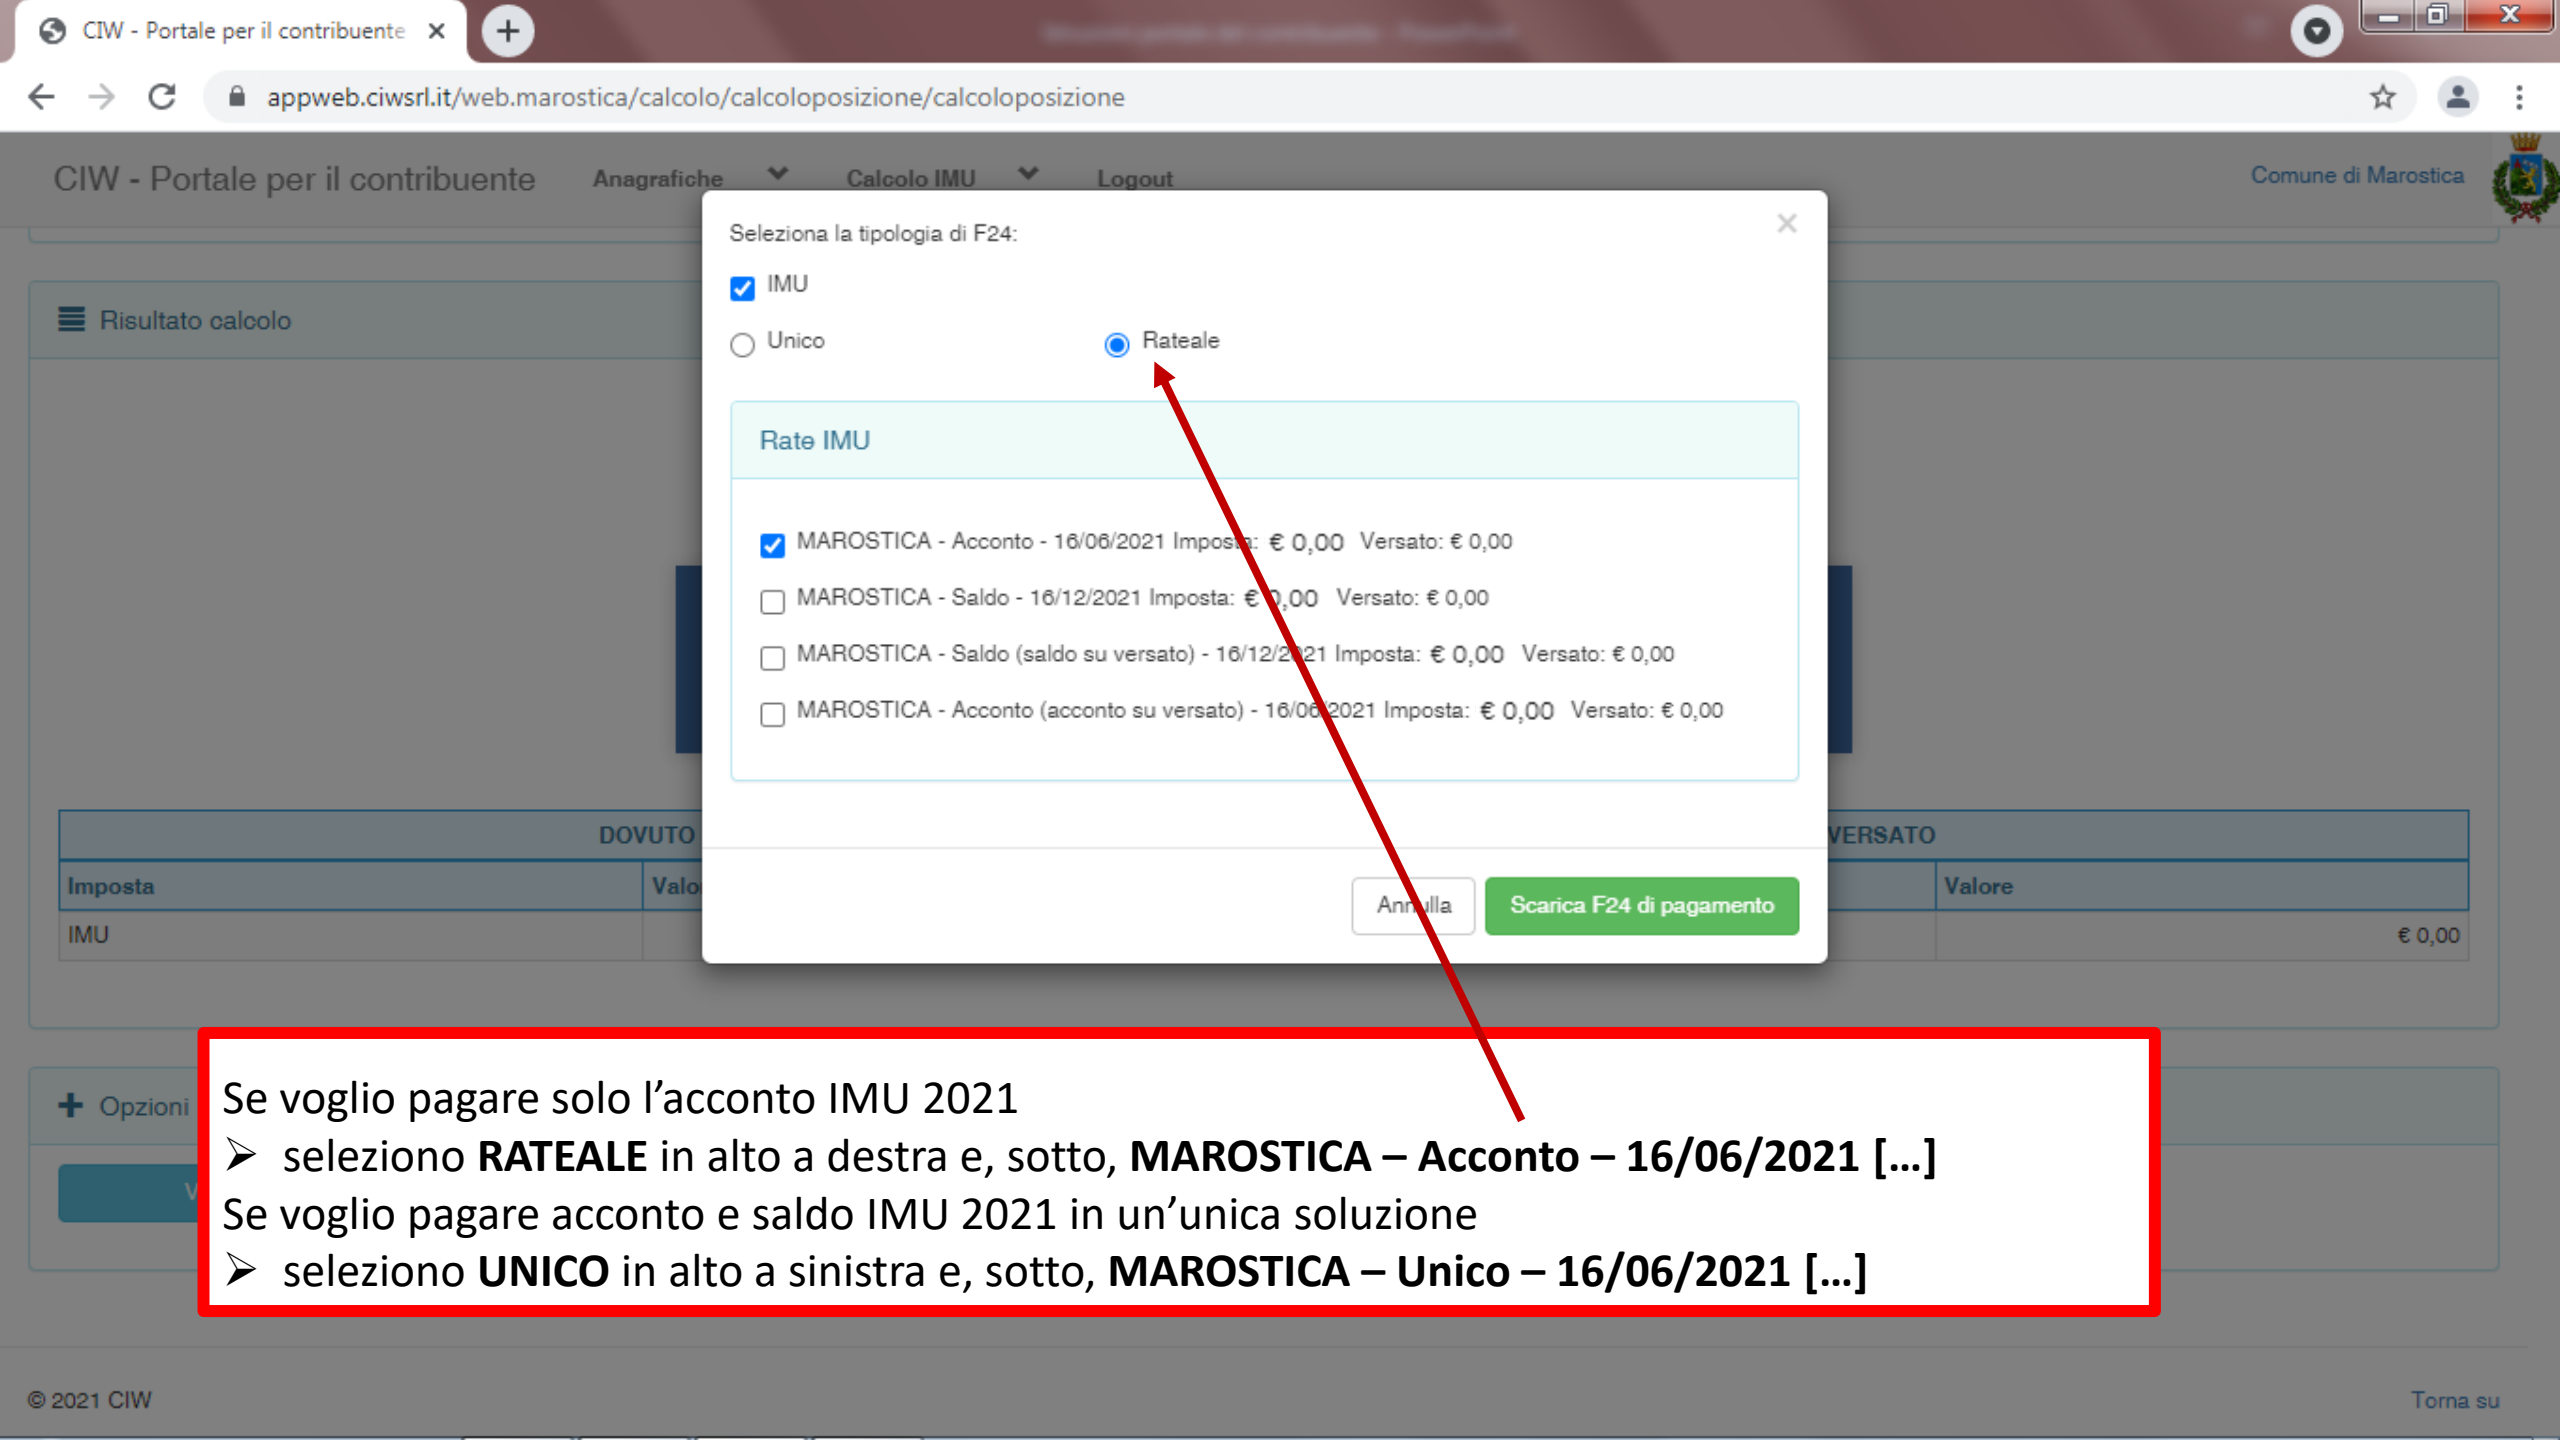 CIW - Portale per il contribuente
appweb.ciwsrl.it/web.marostica/calcolo/calcoloposizione/calcoloposizione
CIW - Portale per il contribuente Anagrafiche Calcolo IMU Logout Comune di Marostica
Seleziona la tipologia di F24:
IMU
Unico Rateale
Risultato calcolo
Rate IMU
MAROSTICA - Acconto - 16/06/2021 Imposta: € 0,00 Versato: € 0,00
MAROSTICA - Saldo - 16/12/2021 Imposta: € 0,00 Versato: € 0,00
MAROSTICA - Saldo (saldo su versato) - 16/12/2021 Imposta: € 0,00 Versato: € 0,00
MAROSTICA - Acconto (acconto su versato) - 16/06/2021 Imposta: € 0,00 Versato: € 0,00
DOVUTO VERSATO
Annulla Scarica F24 di pagamento
Imposta Valo Valore
IMU € 0,00
Opzioni
Se voglio pagare solo l’acconto IMU 2021
➢ seleziono RATEALE in alto a destra e, sotto, MAROSTICA – Acconto – 16/06/2021 […]
Se voglio pagare acconto e saldo IMU 2021 in un’unica soluzione
➢ seleziono UNICO in alto a sinistra e, sotto, MAROSTICA – Unico – 16/06/2021 […]
© 2021 CIW Torna su